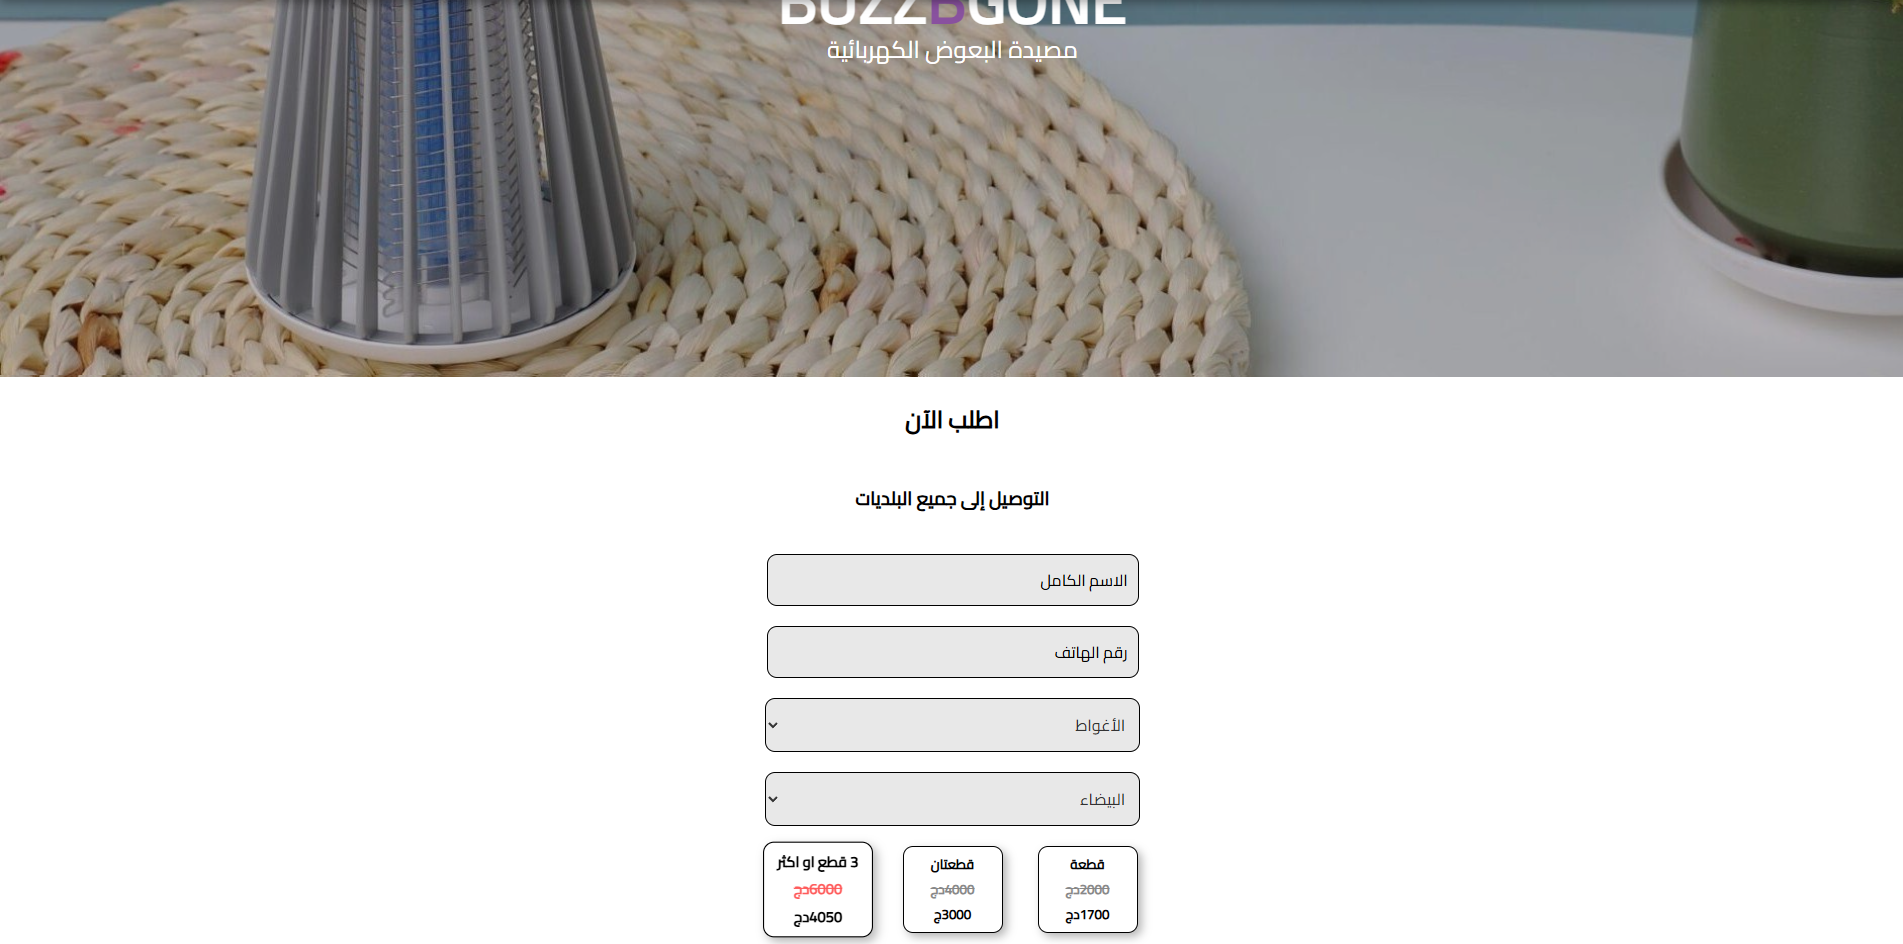 BUZZBGONE
مصيدة البعوض الكهربائية
اطلب الآن
التوصيل إلى جميع البلديات
الاسم الكامل
رقم الهاتف
الأغواط
البيضاء
قطعة
2000دج
1700دج
قطعتان
4000دج
3000ج
3 قطع او اكثر
6000دج
4050دج